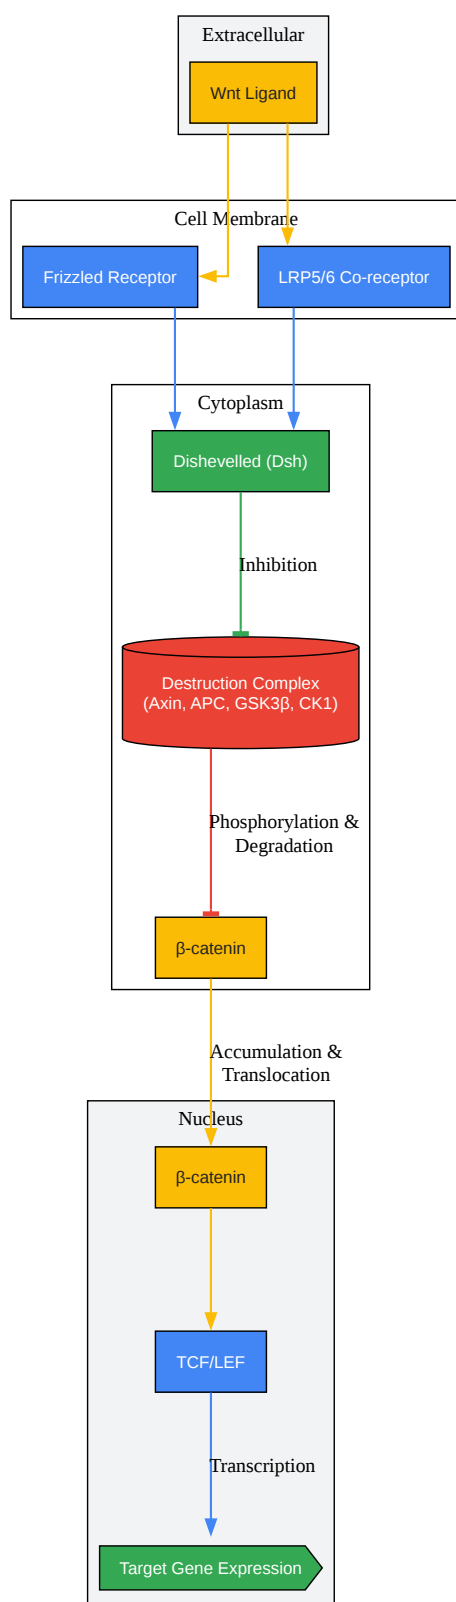 Extracellular
Wnt Ligand
Cell Membrane
Frizzled Receptor
LRP5/6 Co-receptor
Cytoplasm
Dishevelled (Dsh)
Inhibition
Destruction Complex
(Axin, APC, GSK3β, CK1)
Phosphorylation &
Degradation
β-catenin
Accumulation &
Translocation
Nucleus
β-catenin
TCF/LEF
Transcription
Target Gene Expression